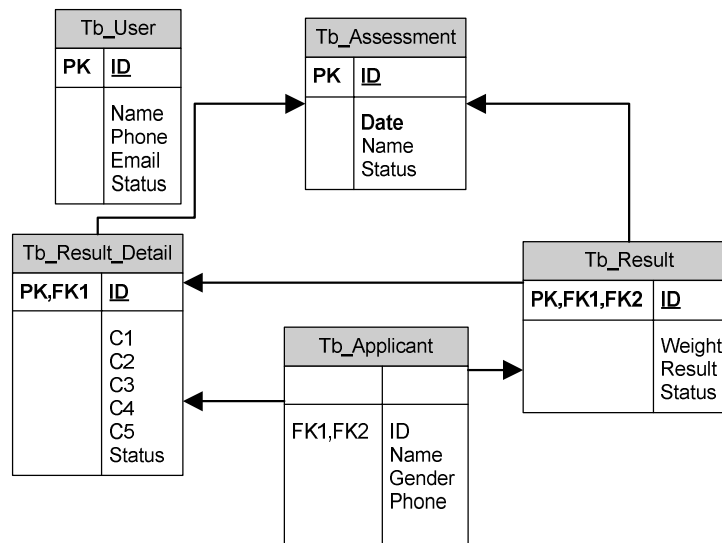 Tb_User
PK ID
Name
Phone
Email
Status
Tb_Assessment
PK ID
Date
Name
Status
Tb_Result_Detail
PK,FK1 ID
C1
C2
C3
C4
C5
Status
Tb_Result
PK,FK1,FK2 ID
Weight
Result
Status
Tb_Applicant
FK1,FK2 ID
Name
Gender
Phone